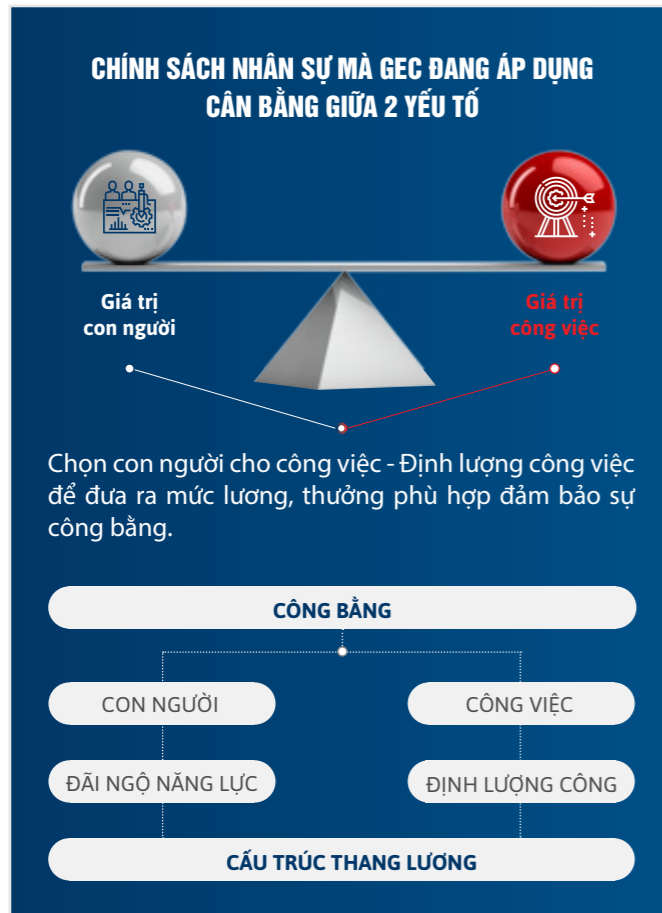 CHÍNH SÁCH NHÂN SỰ MÀ GEC ĐANG ÁP DỤNG
CÂN BẰNG GIỮA 2 YẾU TỐ
Giá trị
con người
Giá trị
công việc
Chọn con người cho công việc - Định lượng công việc
để đưa ra mức lương, thưởng phù hợp đảm bảo sự
công bằng.
CÔNG BẰNG
CON NGƯỜI
CÔNG VIỆC
ĐÃI NGỘ NĂNG LỰC
ĐỊNH LƯỢNG CÔNG
CẤU TRÚC THANG LƯƠNG